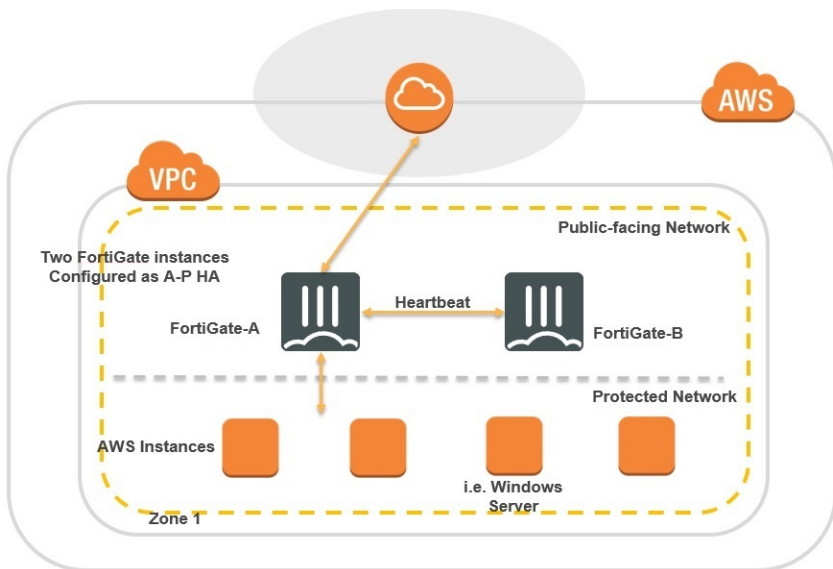 AWS
VPC
Public-facing Network
Two FortiGate instances
Configured as A-P HA
Heartbeat
FortiGate-A
FortiGate-B
Protected Network
AWS Instances
i.e. Windows
Server
Zone 1